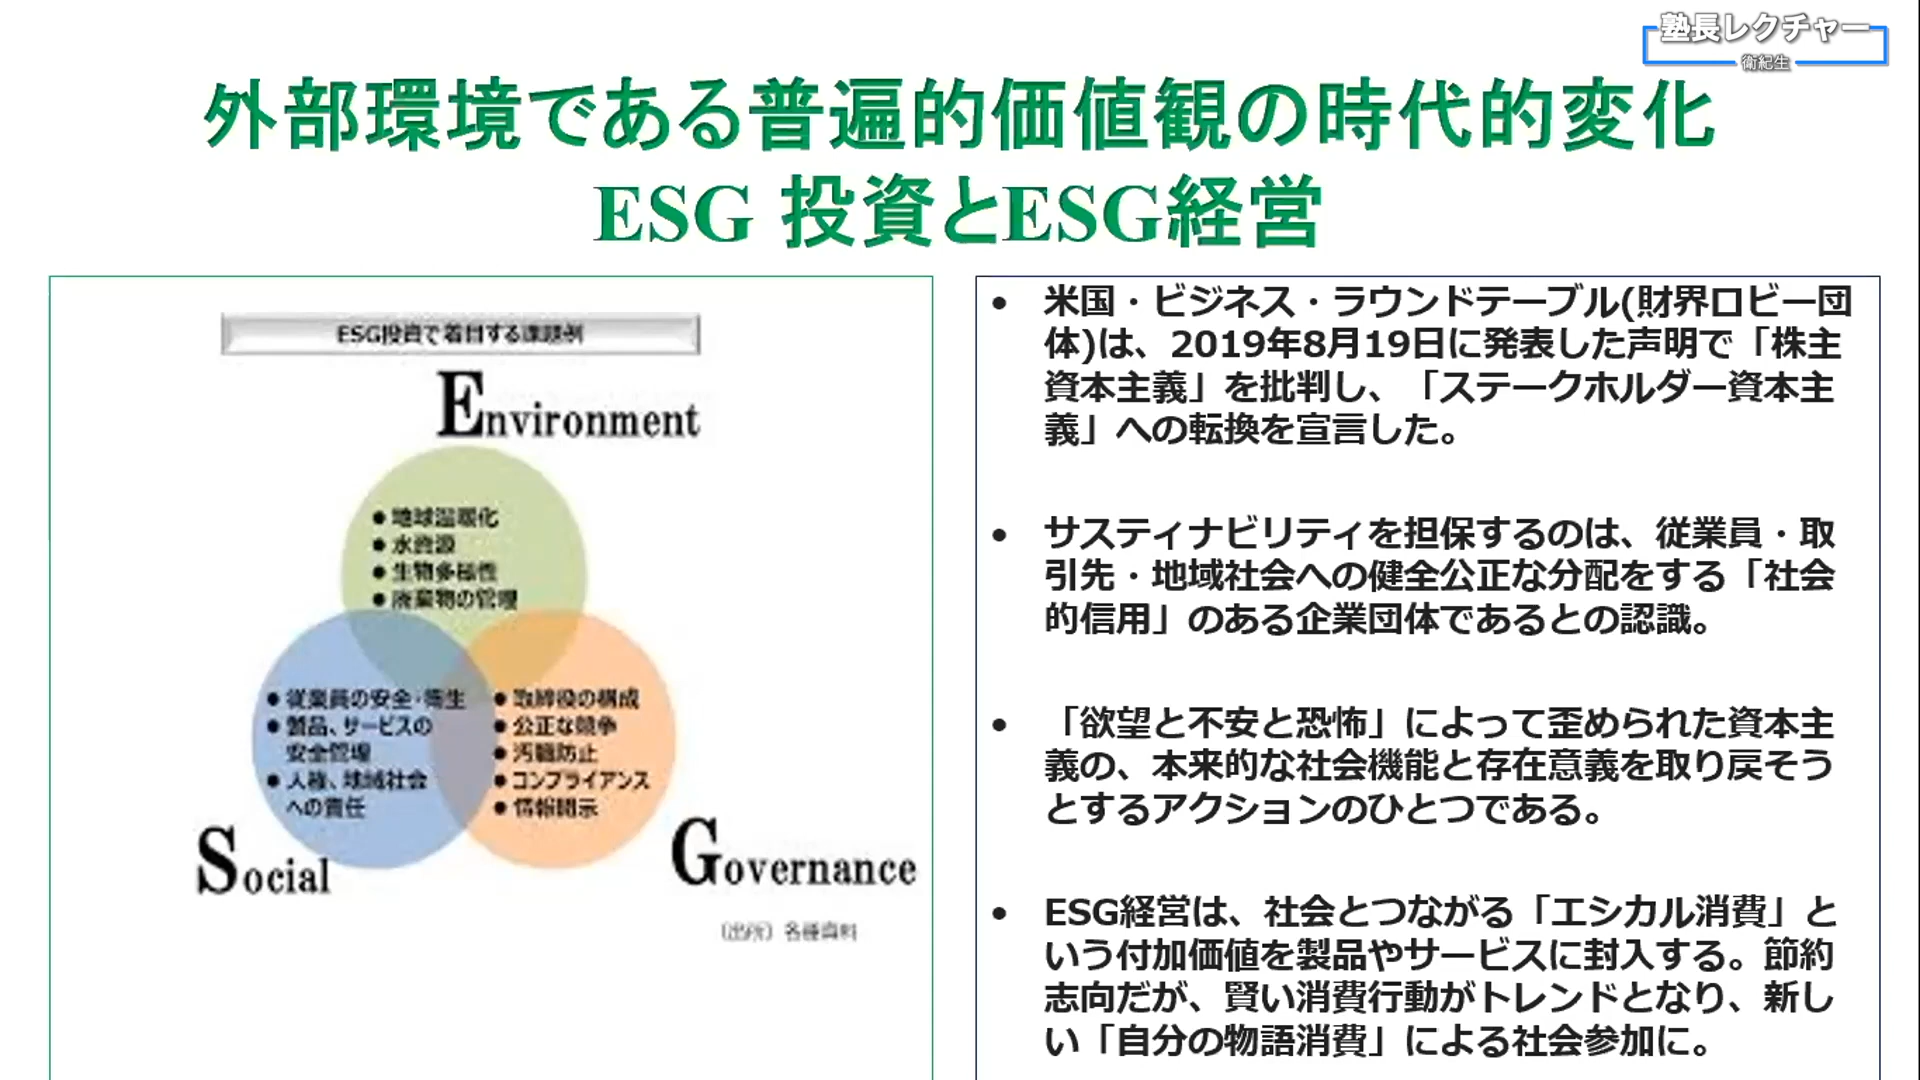 塾長レクチャー
衛紀生
外部環境である普遍的価値観の時代的変化
ESG 投資とESG経営
ESG投資で着目する課題例
Environment
● 地球温暖化
● 水資源
● 生物多様性
● 廃棄物の管理
● 従業員の安全・衛生
● 製品、サービスの
安全管理
● 人権、地域社会
への責任
● 取締役の構成
● 公正な競争
● 汚職防止
● コンプライアンス
● 情報開示
Social
Governance
（出所）各種資料
• 米国・ビジネス・ラウンドテーブル(財界ロビー団
体)は、2019年8月19日に発表した声明で「株主
資本主義」を批判し、「ステークホルダー資本主
義」への転換を宣言した。
• サスティナビリティを担保するのは、従業員・取
引先・地域社会への健全公正な分配をする「社会
的信用」のある企業団体であるとの認識。
• 「欲望と不安と恐怖」によって歪められた資本主
義の、本来的な社会機能と存在意義を取り戻そう
とするアクションのひとつである。
• ESG経営は、社会とつながる「エシカル消費」と
いう付加価値を製品やサービスに封入する。節約
志向だが、賢い消費行動がトレンドとなり、新し
い「自分の物語消費」による社会参加に。